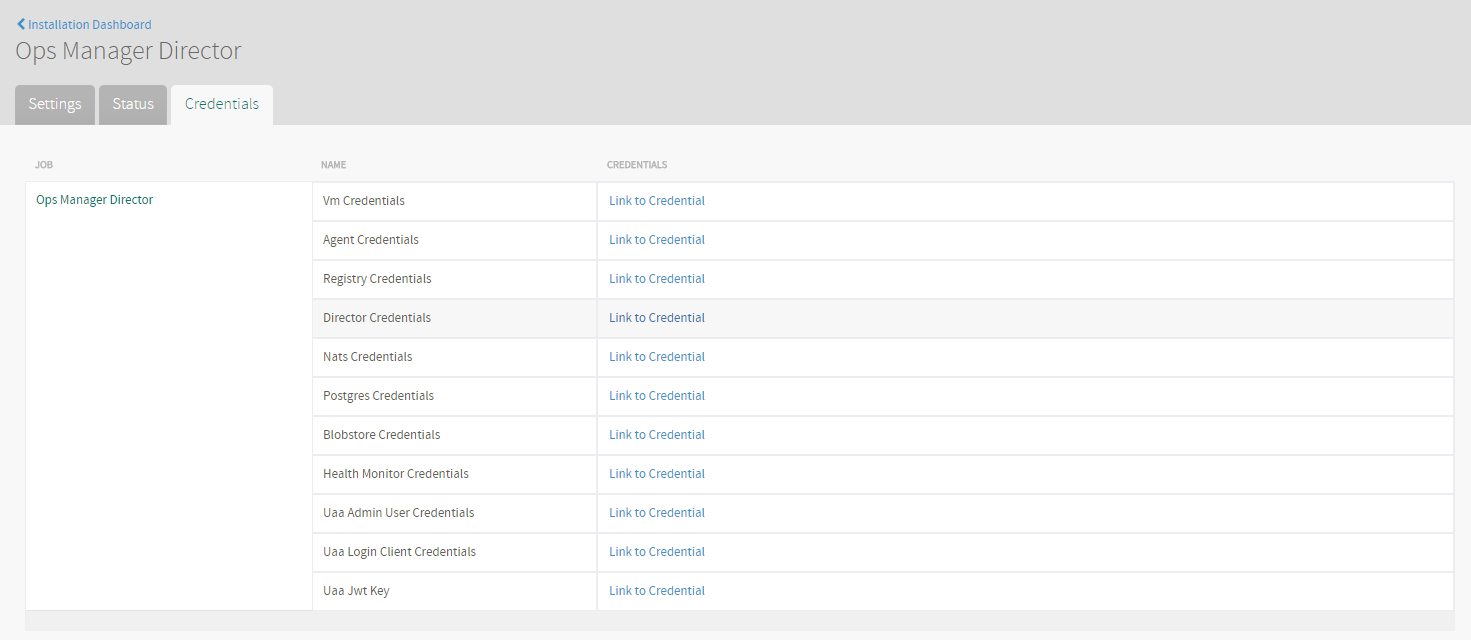 Installation Dashboard
Ops Manager Director
Settings Status Credentials
JOB NAME CREDENTIALS
Ops Manager Director Vm Credentials Link to Credential
Agent Credentials Link to Credential
Registry Credentials Link to Credential
Director Credentials Link to Credential
Nats Credentials Link to Credential
Postgres Credentials Link to Credential
Blobstore Credentials Link to Credential
Health Monitor Credentials Link to Credential
Uaa Admin User Credentials Link to Credential
Uaa Login Client Credentials Link to Credential
Uaa Jwt Key Link to Credential